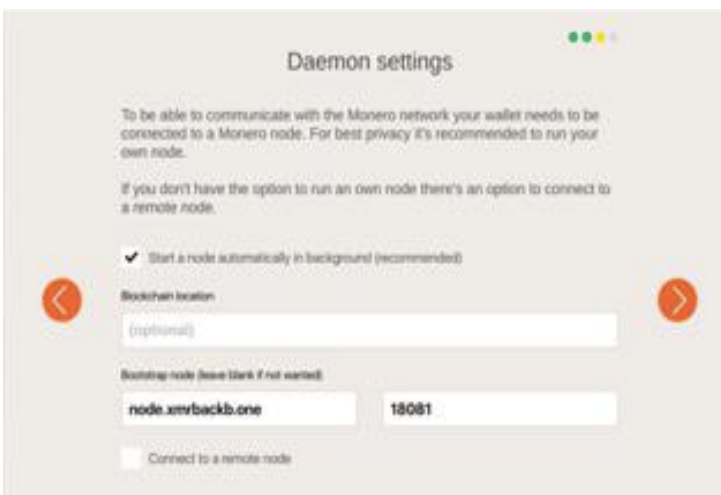 Daemon settings
To be able to communicate with the Monero network your wallet needs to be
connected to a Monero node. For best privacy it's recommended to run your
own node.
If you don't have the option to run an own node there's an option to connect to
a remote node.
Start a node automatically in background (recommended)
Blockchain location
(optional)
Bootstrap node (leave blank if not wanted)
node.xmrbackb.one 18081
Connect to a remote node